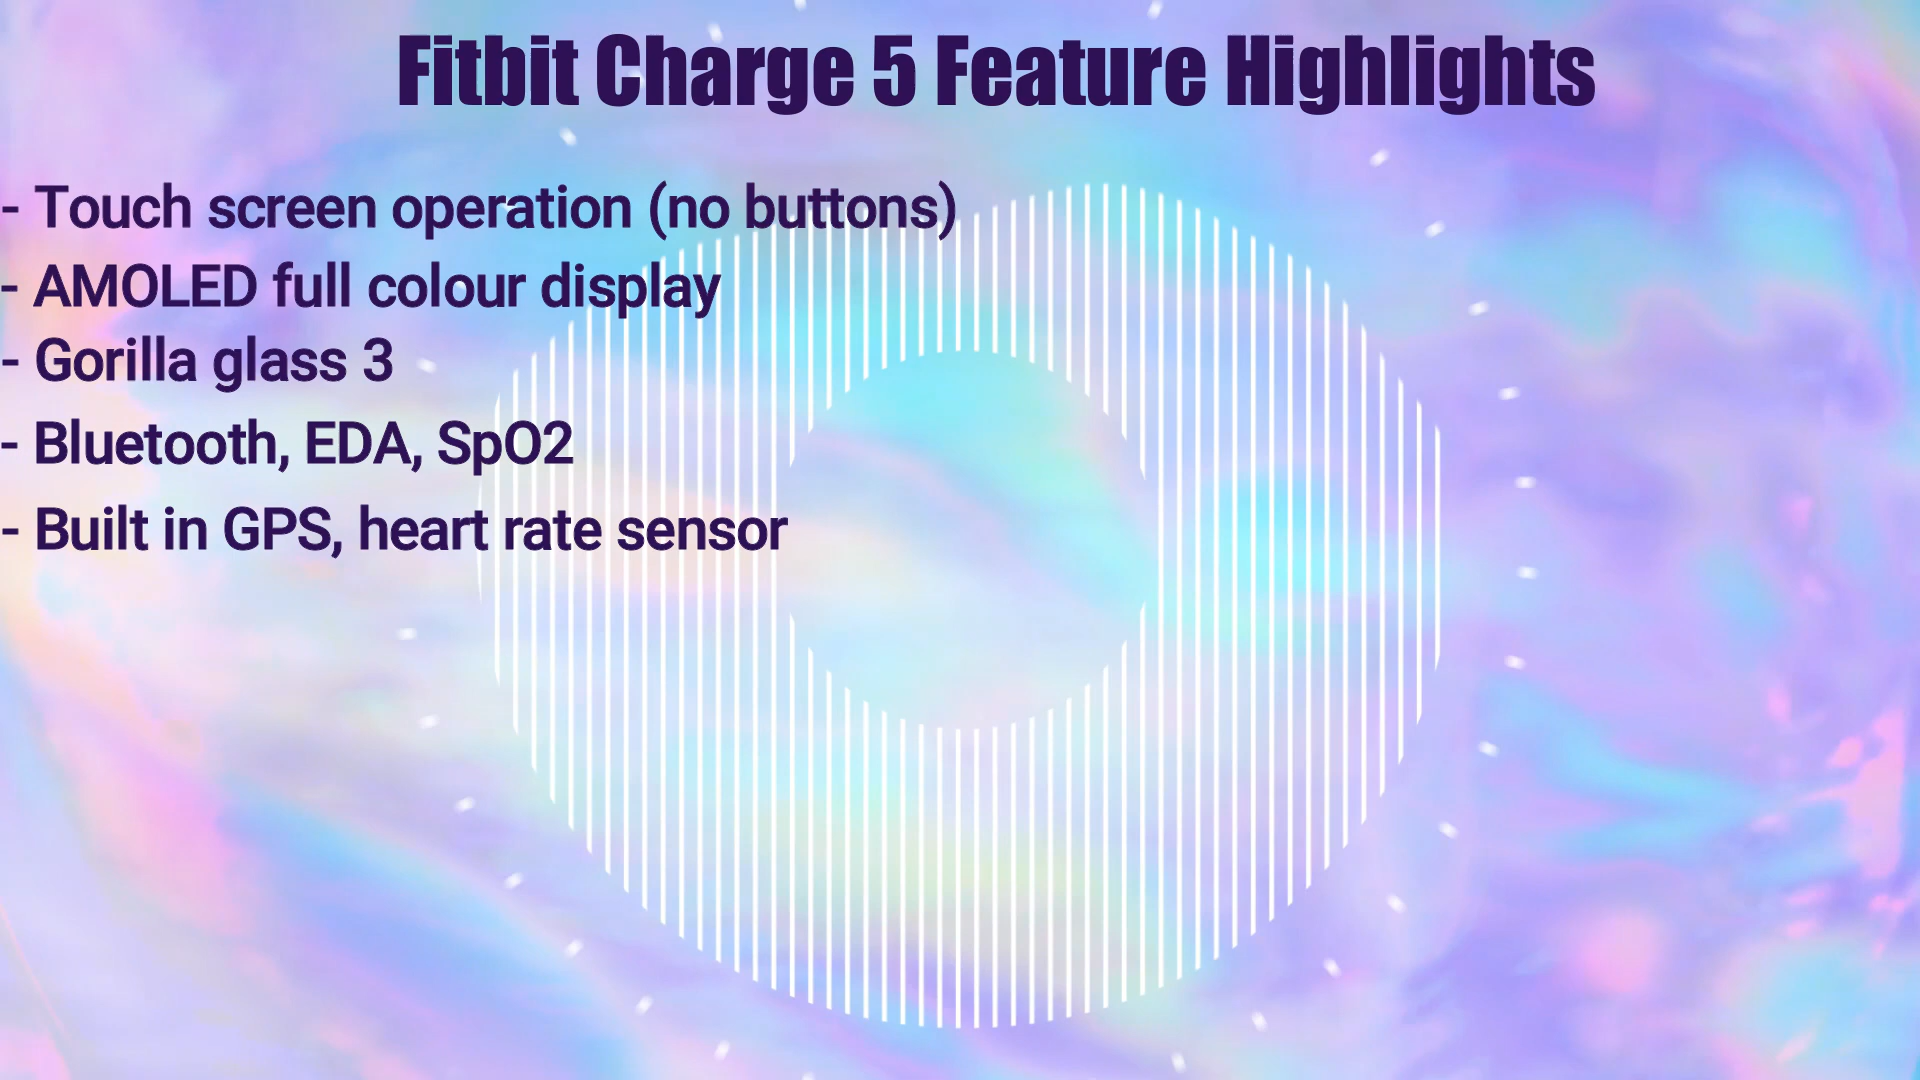 Fitbit Charge 5 Feature Highlights
- Touch screen operation (no buttons)
- AMOLED full colour display
- Gorilla glass 3
- Bluetooth, EDA, SpO2
- Built in GPS, heart rate sensor